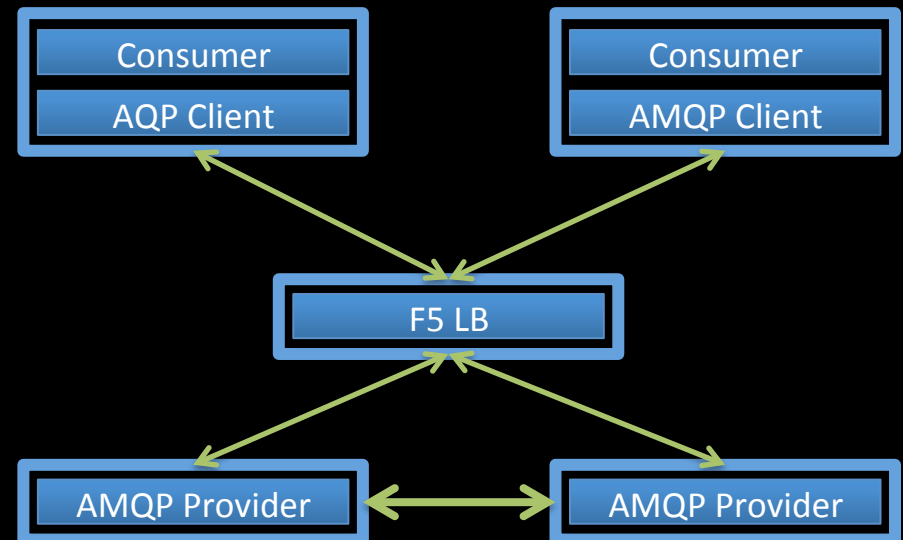 Consumer
Consumer
AQP Client
AMQP Client
F5 LB
AMQP Provider
AMQP Provider